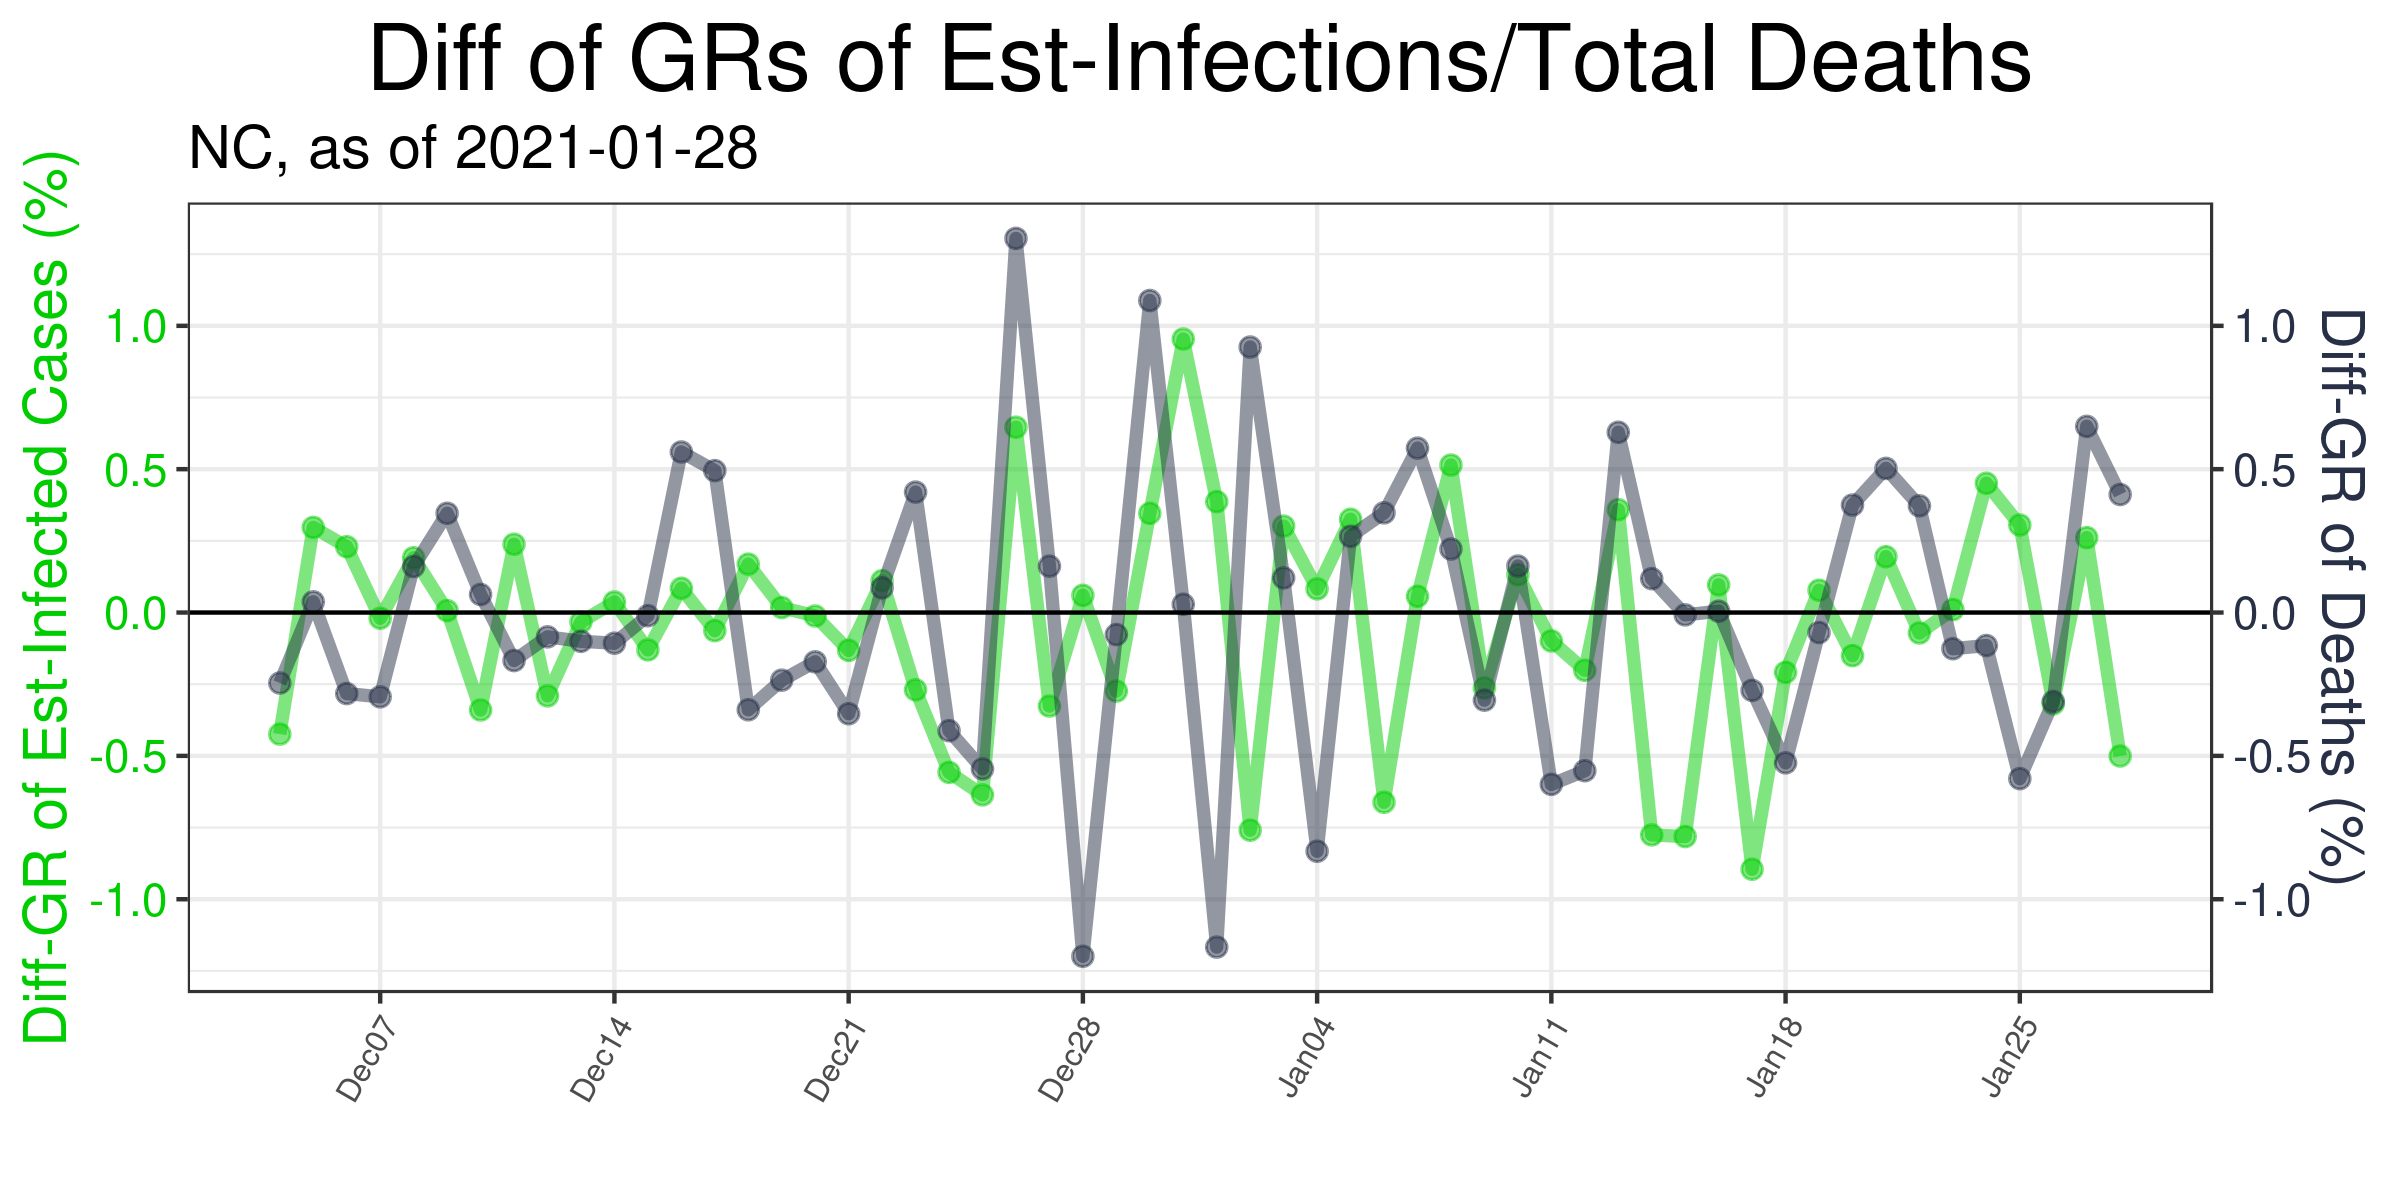 Diff of GRs of Est-Infections/Total Deaths
NC, as of 2021-01-28
Diff-GR of Est-Infected Cases (%)
1.0
0.5
0.0
-0.5
-1.0
1.0
0.5
0.0
-0.5
-1.0
Diff-GR of Deaths (%)
Dec07 Dec14 Dec21 Dec28 Jan04 Jan11 Jan18 Jan25